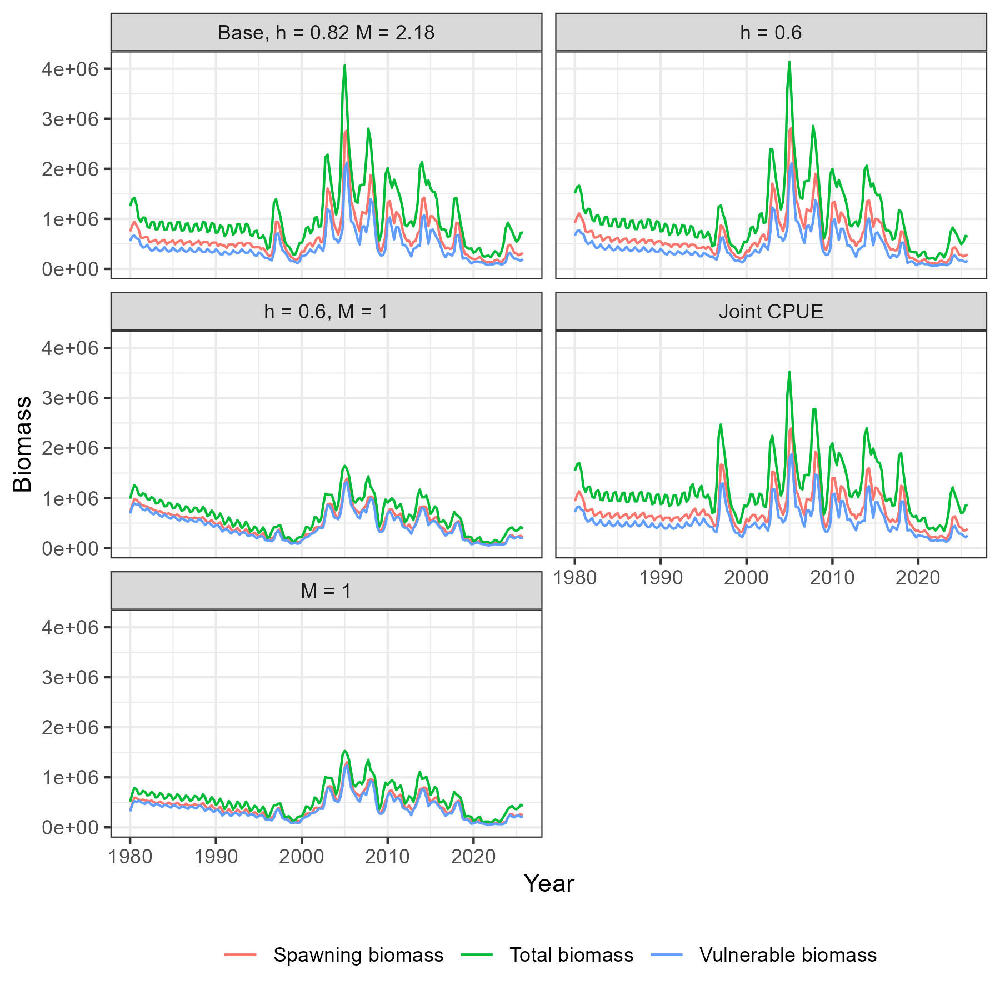 Base, h = 0.82 M = 2.18
h = 0.6
4e+06
3e+06
2e+06
1e+06
0e+00
h = 0.6, M = 1
Joint CPUE
4e+06
3e+06
2e+06
1e+06
0e+00
1980 1990 2000 2010 2020
M = 1
4e+06
3e+06
2e+06
1e+06
0e+00
1980 1990 2000 2010 2020
Biomass
Year
Spawning biomass Total biomass Vulnerable biomass